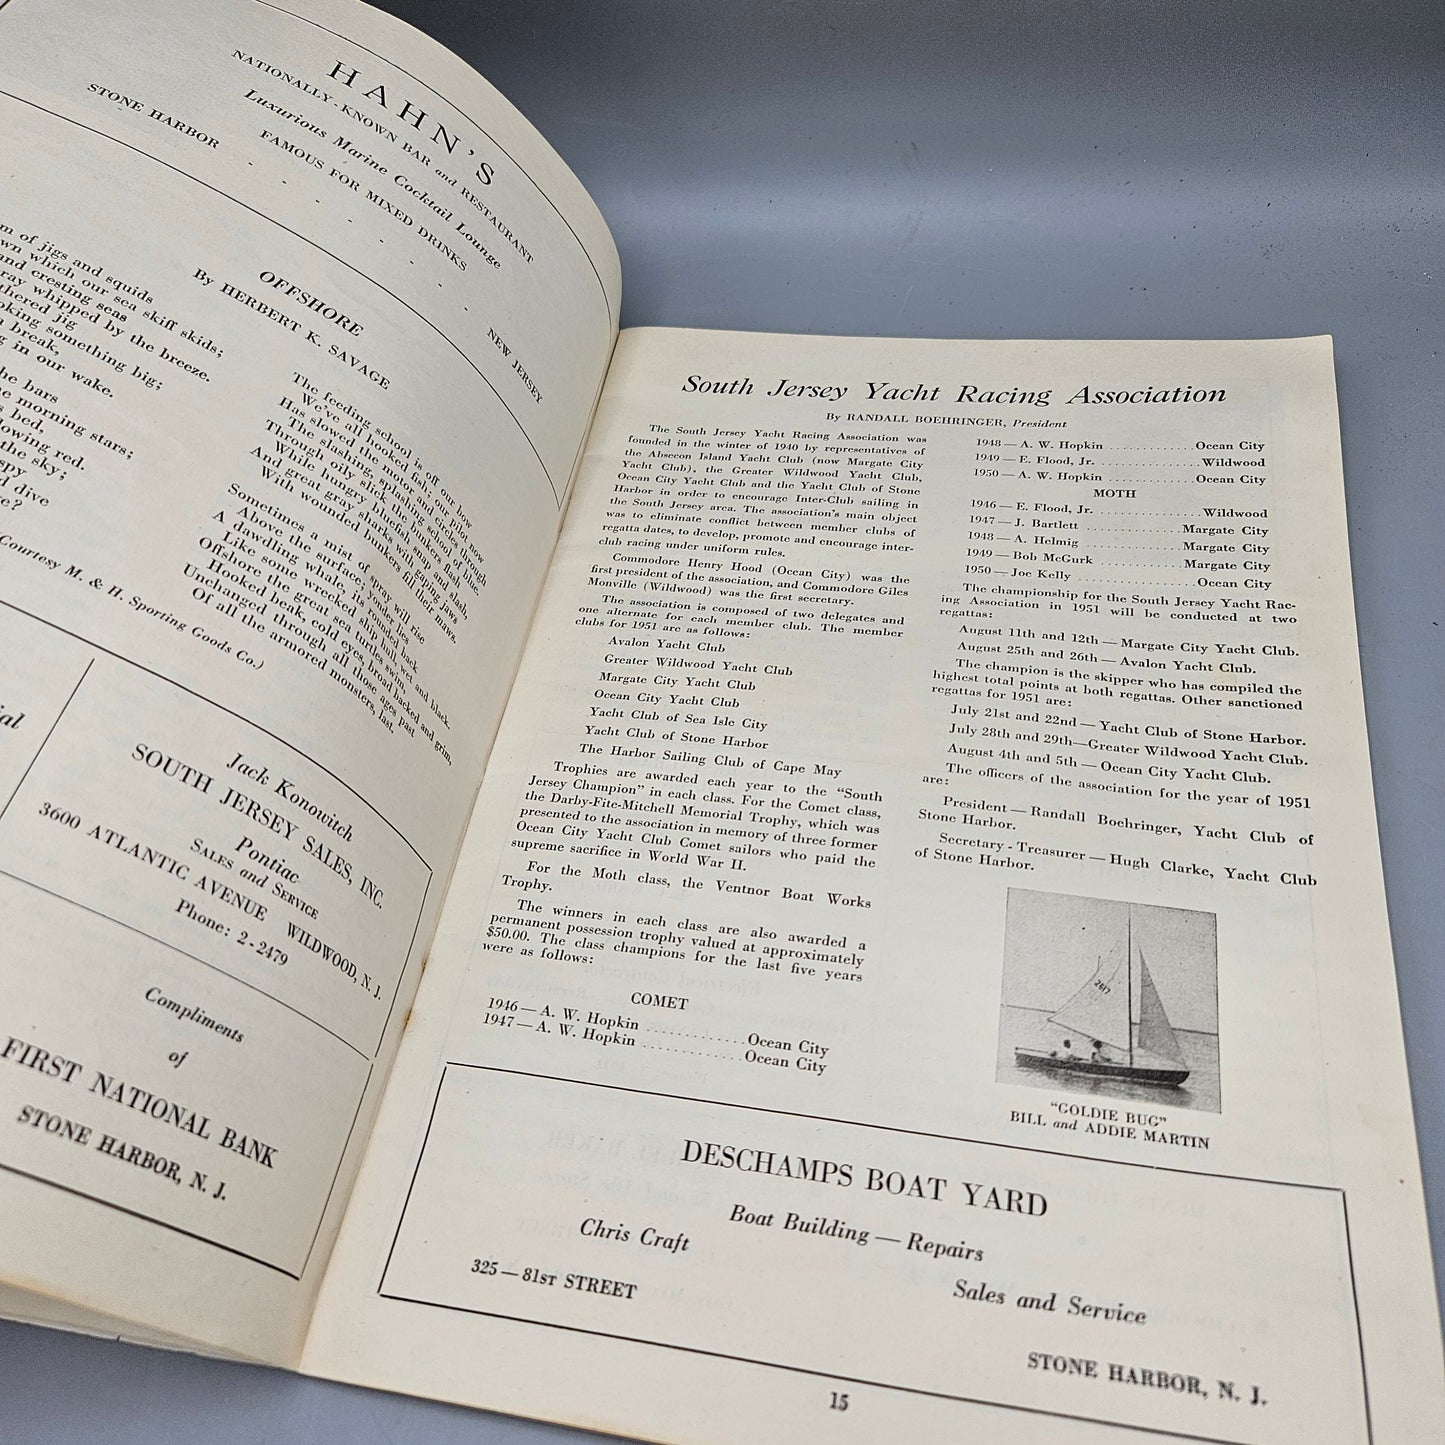 HAHN'S
NATIONALLY-KNOWN BAR and RESTAURANT
Luxurious Marine Cocktail Lounge
FAMOUS FOR MIXED DRINKS
STONE HARBOR - - - - - - - NEW JERSEY
OFFSHORE
By HERBERT K. SAVAGE
of jigs and squids
which our sea skiff skids;
and cresting seas
whipped by the breeze.
jig
something big;
a break,
in our wake.
bars
morning stars;
bed,
red.
the sky;
dive
The feeding school is off our bow
We've all hooked fish; our pilot now
Has slowed the motor and circles through
The slashing, splashing school of blue.
Through oily slick the bunkers flash,
While hungry bluefish snap and slash,
And great gray sharks with gaping jaws
With wounded bunkers fill their maws.
Sometimes a mist of spray will rise
Above the surface; yonder lies
A dawdling whale, its rounded back
Like some wrecked ship hull, wet and black.
Offshore the great sea turtles swim,
Hooked beak, cold eyes, broad backed and grim,
Unchanged through all those ages past
Of all the armored monsters, last.
Courtesy M. & H. Sporting Goods Co.)
Jack Konowitch
SOUTH JERSEY SALES, INC.
Pontiac
SALES and SERVICE
3600 ATLANTIC AVENUE WILDWOOD, N. J.
Phone: 2-2479
Compliments
of
FIRST NATIONAL BANK
STONE HARBOR, N. J.
South Jersey Yacht Racing Association
By RANDALL BOEHRINGER, President
The South Jersey Yacht Racing Association was
founded in the winter of 1940 by representatives of
the Absecon Island Yacht Club (now Margate City
Yacht Club), the Greater Wildwood Yacht Club,
Ocean City Yacht Club and the Yacht Club of Stone
Harbor in order to encourage Inter-Club sailing in
the South Jersey area. The association's main object
was to eliminate conflict between member clubs of
regatta dates, to develop, promote and encourage inter-
club racing under uniform rules.
Commodore Henry Hood (Ocean City) was the
first president of the association, and Commodore Giles
Monville (Wildwood) was the first secretary.
The association is composed of two delegates and
one alternate for each member club. The member
clubs for 1951 are as follows:
Avalon Yacht Club
Greater Wildwood Yacht Club
Margate City Yacht Club
Ocean City Yacht Club
Yacht Club of Sea Isle City
Yacht Club of Stone Harbor
The Harbor Sailing Club of Cape May
Trophies are awarded each year to the "South
Jersey Champion" in each class. For the Comet class,
the Darby-Fite-Mitchell Memorial Trophy, which was
presented to the association in memory of three former
Ocean City Yacht Club Comet sailors who paid the
supreme sacrifice in World War II.
For the Moth class, the Ventnor Boat Works
Trophy.
The winners in each class are also awarded a
permanent possession trophy valued at approximately
$50.00. The class champions for the last five years
were as follows:
COMET
1946—A. W. Hopkin ........... Ocean City
1947—A. W. Hopkin ........... Ocean City
1948—A. W. Hopkin ............ Ocean City
1949—E. Flood, Jr. .............. Wildwood
1950—A. W. Hopkin ............ Ocean City
MOTH
1946—E. Flood, Jr. .............. Wildwood
1947—J. Bartlett .............. Margate City
1948—A. Helmig ............. Margate City
1949—Bob McGurk ............ Margate City
1950—Joe Kelly ............... Ocean City
The championship for the South Jersey Yacht Rac-
ing Association in 1951 will be conducted at two
regattas:
August 11th and 12th—Margate City Yacht Club.
August 25th and 26th—Avalon Yacht Club.
The champion is the skipper who has compiled the
highest total points at both regattas. Other sanctioned
regattas for 1951 are:
July 21st and 22nd—Yacht Club of Stone Harbor.
July 28th and 29th—Greater Wildwood Yacht Club.
August 4th and 5th—Ocean City Yacht Club.
The officers of the association for the year of 1951
are:
President—Randall Boehringer, Yacht Club of
Stone Harbor.
Secretary-Treasurer—Hugh Clarke, Yacht Club
of Stone Harbor.
2617
"GOLDIE BUG"
BILL and ADDIE MARTIN
DESCHAMPS BOAT YARD
Boat Building—Repairs
Chris Craft Sales and Service
325—81ST STREET STONE HARBOR, N. J.
15